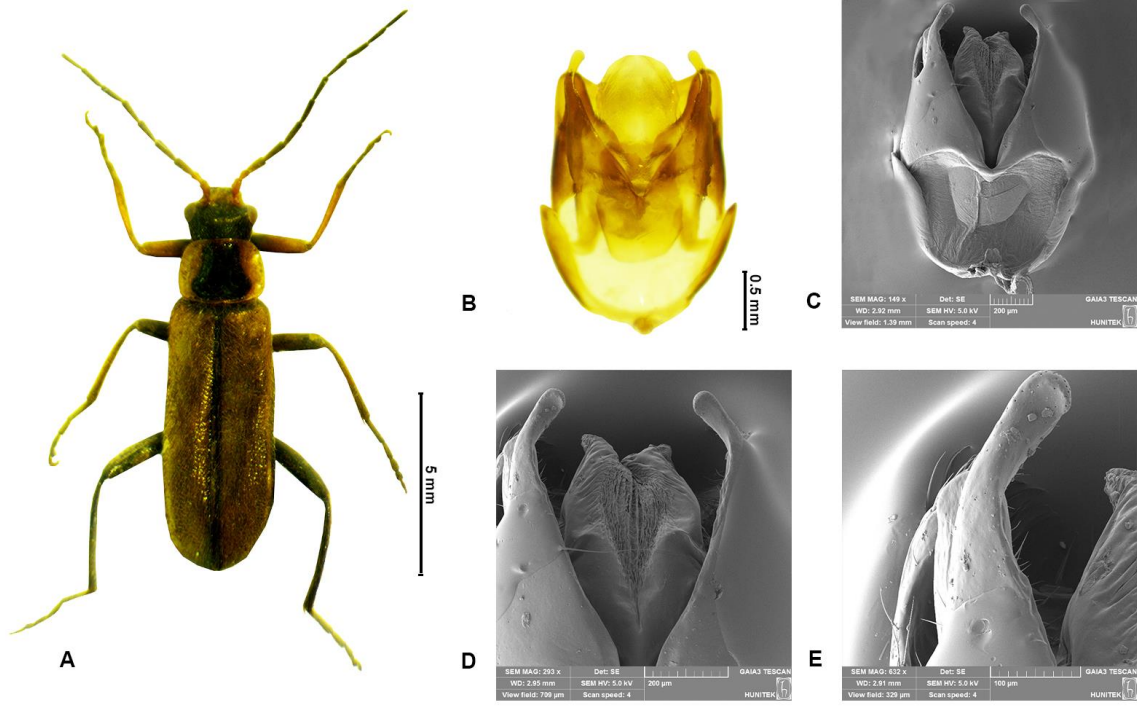 A
5 mm
B
0.5 mm
C
SEM MAG: 149 x Det: SE GAIA3 TESCAN
WD: 2.92 mm SEM HV: 5.0 kV 200 µm
View field: 1.39 mm Scan speed: 4 HUNITEK
D
SEM MAG: 293 x Det: SE GAIA3 TESCAN
WD: 2.95 mm SEM HV: 5.0 kV 200 µm
View field: 709 µm Scan speed: 4 HUNITEK
E
SEM MAG: 632 x Det: SE GAIA3 TESCAN
WD: 2.91 mm SEM HV: 5.0 kV 100 µm
View field: 329 µm Scan speed: 4 HUNITEK